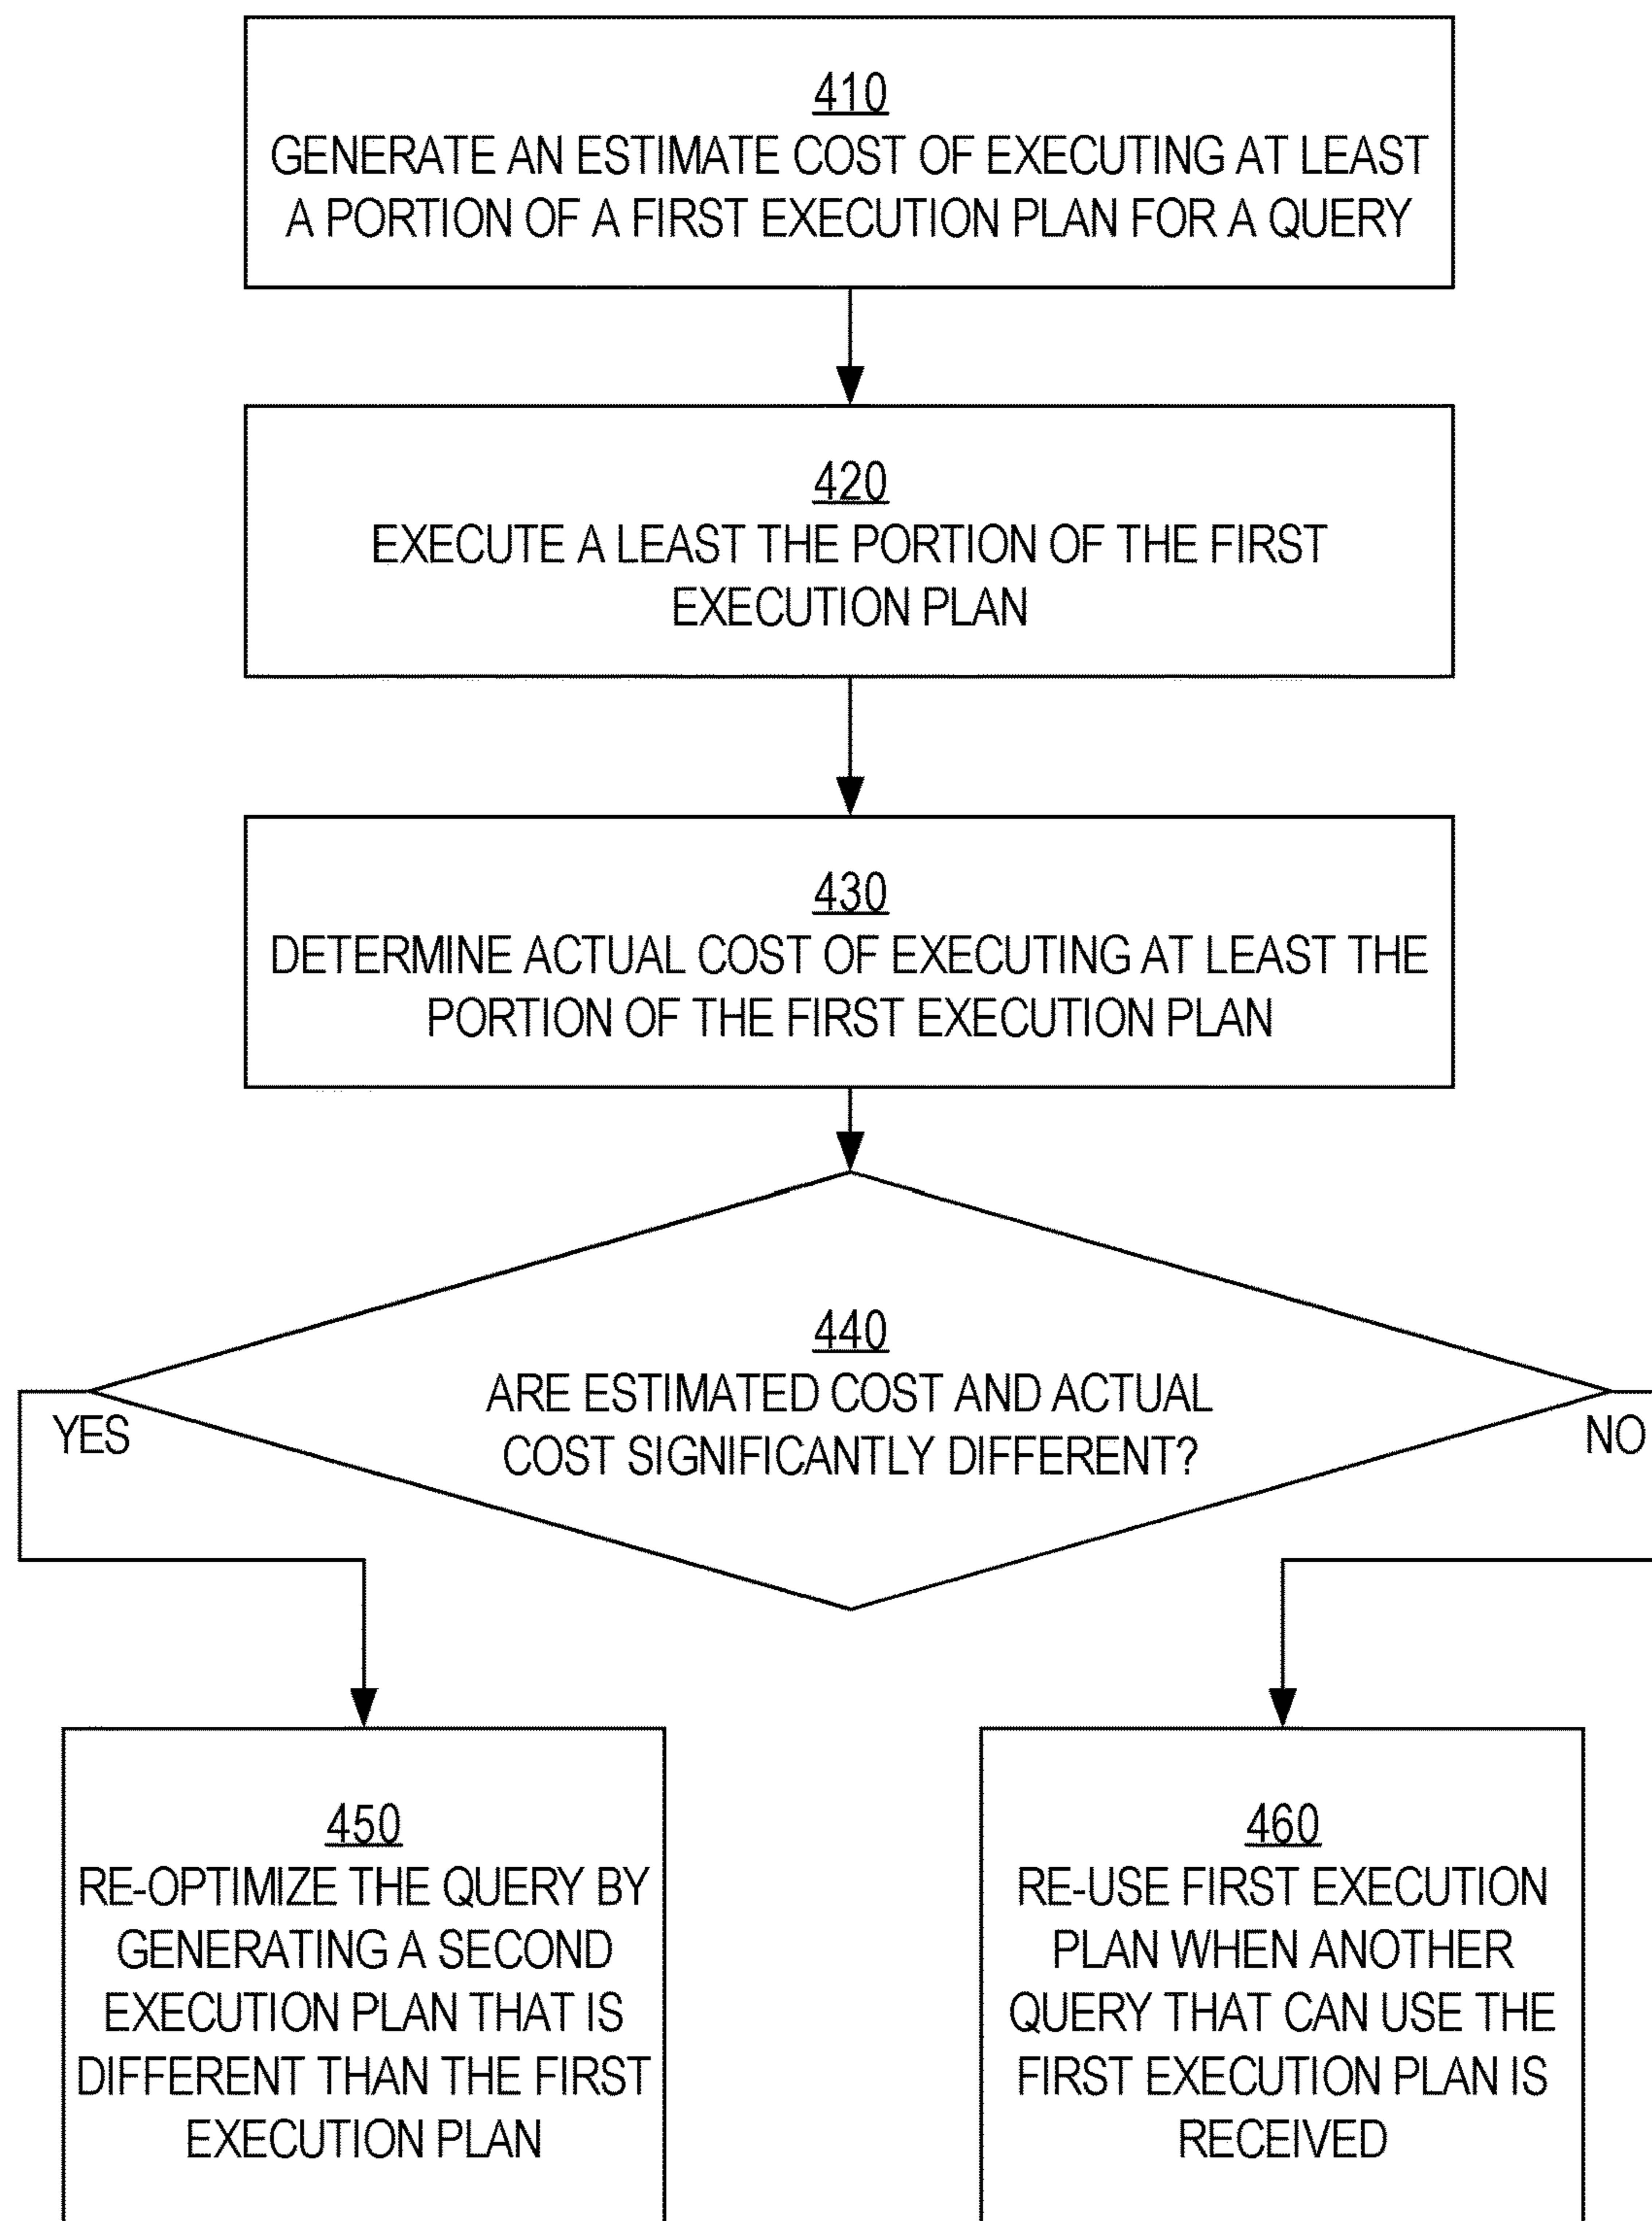 410
GENERATE AN ESTIMATE COST OF EXECUTING AT LEAST
A PORTION OF A FIRST EXECUTION PLAN FOR A QUERY
420
EXECUTE A LEAST THE PORTION OF THE FIRST
EXECUTION PLAN
430
DETERMINE ACTUAL COST OF EXECUTING AT LEAST THE
PORTION OF THE FIRST EXECUTION PLAN
440
ARE ESTIMATED COST AND ACTUAL
COST SIGNIFICANTLY DIFFERENT?
YES
NO
450
RE-OPTIMIZE THE QUERY BY
GENERATING A SECOND
EXECUTION PLAN THAT IS
DIFFERENT THAN THE FIRST
EXECUTION PLAN
460
RE-USE FIRST EXECUTION
PLAN WHEN ANOTHER
QUERY THAT CAN USE THE
FIRST EXECUTION PLAN IS
RECEIVED